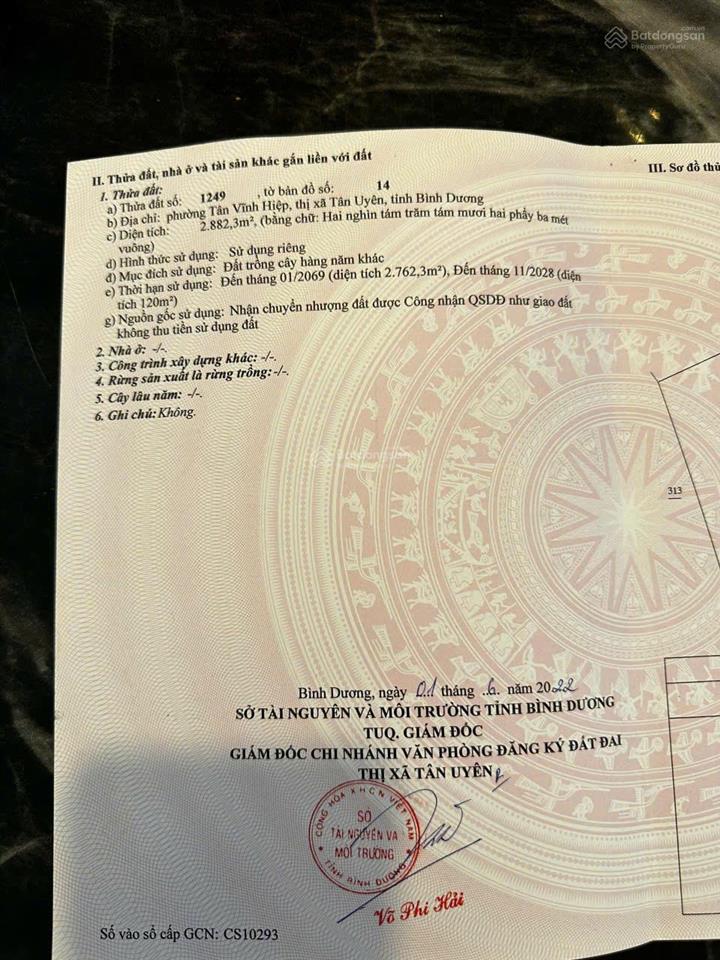 Batdongsan
.com.vn
by PropertyGuru
II. Thửa đất, nhà ở và tài sản khác gắn liền với đất
III. Sơ đồ thử
1. Thửa đất:
a) Thửa đất số: 1249 , tờ bản đồ số: 14
b) Địa chỉ: phường Tân Vĩnh Hiệp, thị xã Tân Uyên, tỉnh Bình Dương
c) Diện tích: 2.882,3m², (bằng chữ: Hai nghìn tám trăm tám mươi hai phẩy ba mét
vuông)
d) Hình thức sử dụng: Sử dụng riêng
đ) Mục đích sử dụng: Đất trồng cây hàng năm khác
e) Thời hạn sử dụng: Đến tháng 01/2069 (diện tích 2.762,3m²), Đến tháng 11/2028 (diện
tích 120m²)
g) Nguồn gốc sử dụng: Nhận chuyển nhượng đất được Công nhận QSDĐ như giao đất
không thu tiền sử dụng đất
2. Nhà ở: -/-.
3. Công trình xây dựng khác: -/-.
4. Rừng sản xuất là rừng trồng: -/-.
5. Cây lâu năm: -/-.
6. Ghi chú: Không.
Batdongsan
313
Bình Dương, ngày 01 tháng .6. năm 2022
SỞ TÀI NGUYÊN VÀ MÔI TRƯỜNG TỈNH BÌNH DƯƠNG
TUQ. GIÁM ĐỐC
GIÁM ĐỐC CHI NHÁNH VĂN PHÒNG ĐĂNG KÝ ĐẤT ĐAI
THỊ XÃ TÂN UYÊN
CỘNG HÒA X.H.C.N VIỆT NAM
SỞ
TÀI NGUYÊN VÀ
MÔI TRƯỜNG
TỈNH BÌNH DƯƠNG
Võ Phi Hải
Số vào sổ cấp GCN: CS10293